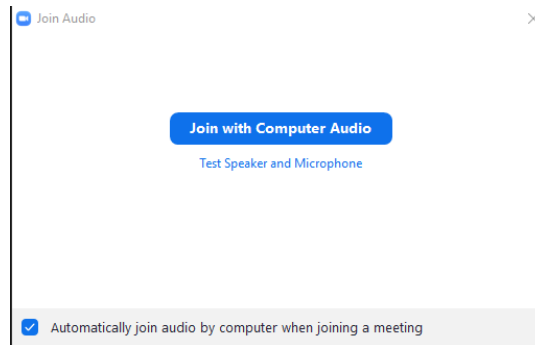 Join Audio
Join with Computer Audio
Test Speaker and Microphone
Automatically join audio by computer when joining a meeting